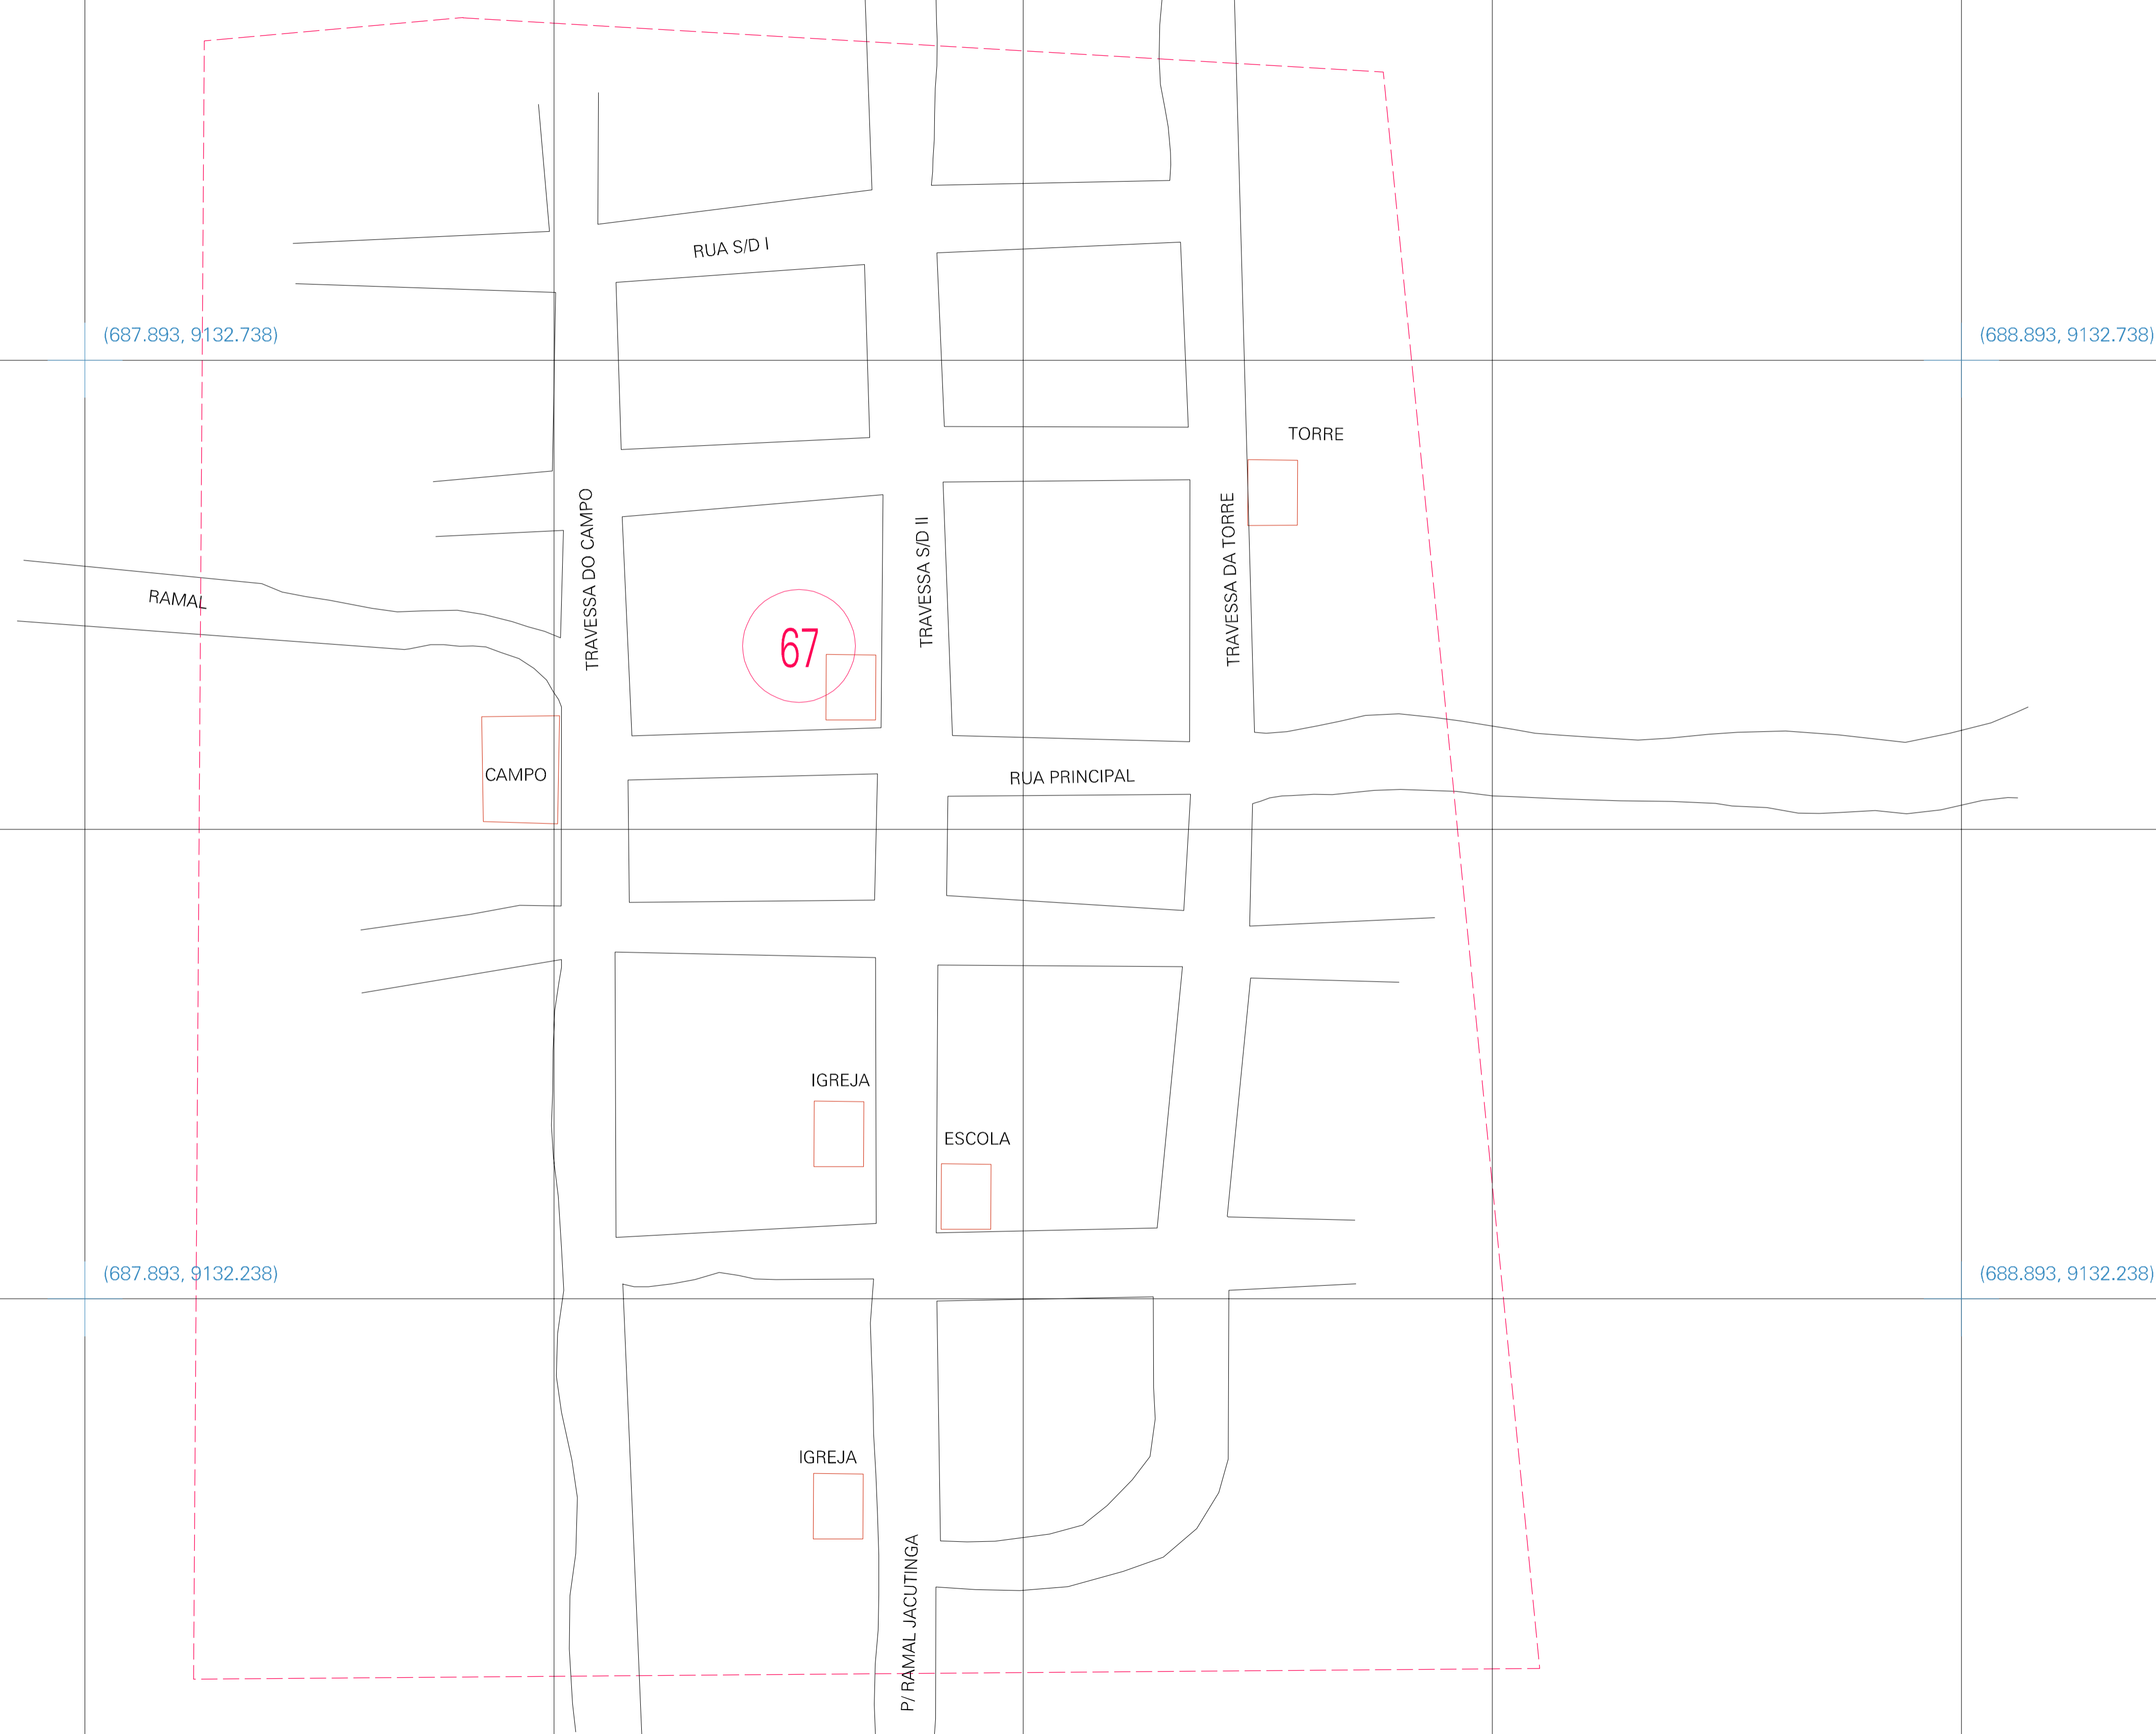 RUA S/D I
(687.893, 9132.738)
(688.893, 9132.738)
TORRE
TRAVESSA DO CAMPO
TRAVESSA S/D II
TRAVESSA DA TORRE
RAMAL
67
CAMPO
RUA PRINCIPAL
IGREJA
ESCOLA
(687.893, 9132.238)
(688.893, 9132.238)
IGREJA
P/ RAMAL JACUTINGA